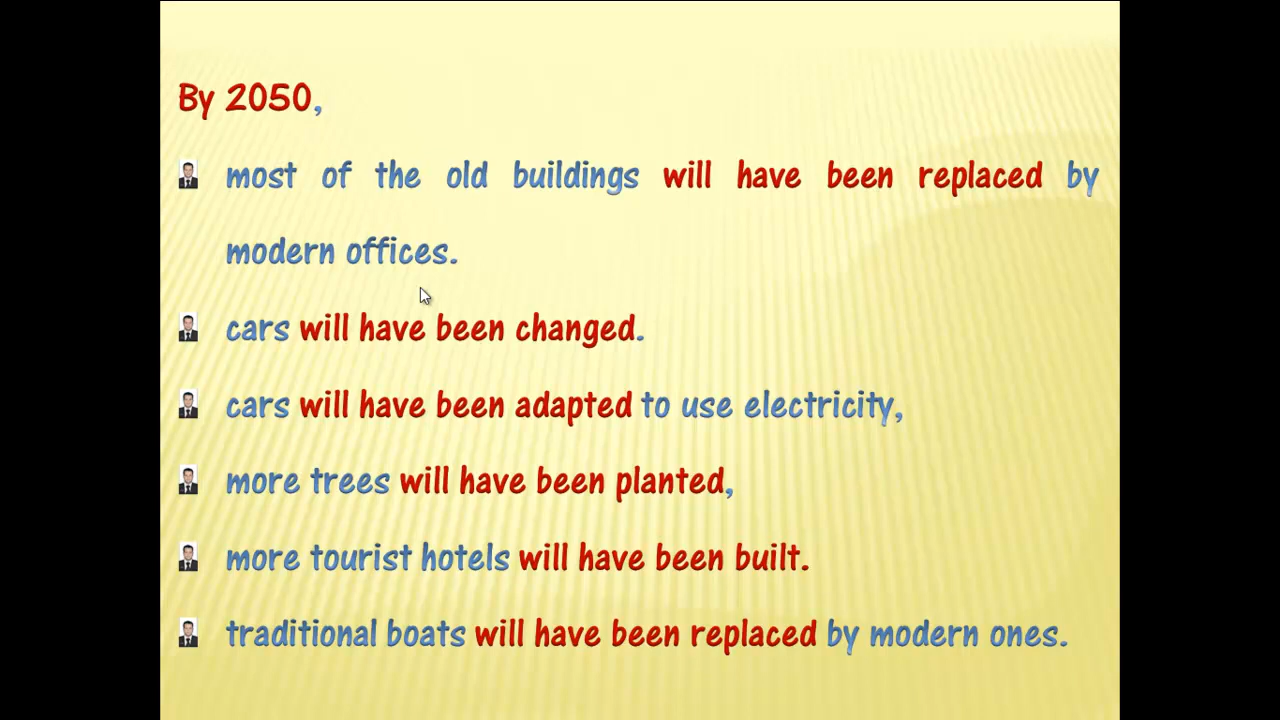 By 2050,
most of the old buildings will have been replaced by
modern offices.
cars will have been changed.
cars will have been adapted to use electricity,
more trees will have been planted,
more tourist hotels will have been built.
traditional boats will have been replaced by modern ones.